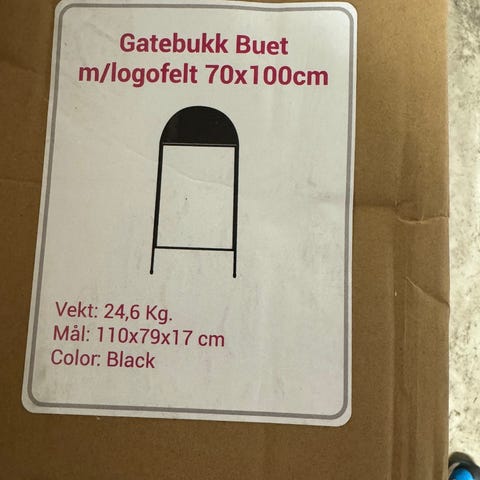 Gatebukk Buet
m/logofelt 70x100cm
Vekt: 24,6 Kg.
Mål: 110x79x17 cm
Color: Black